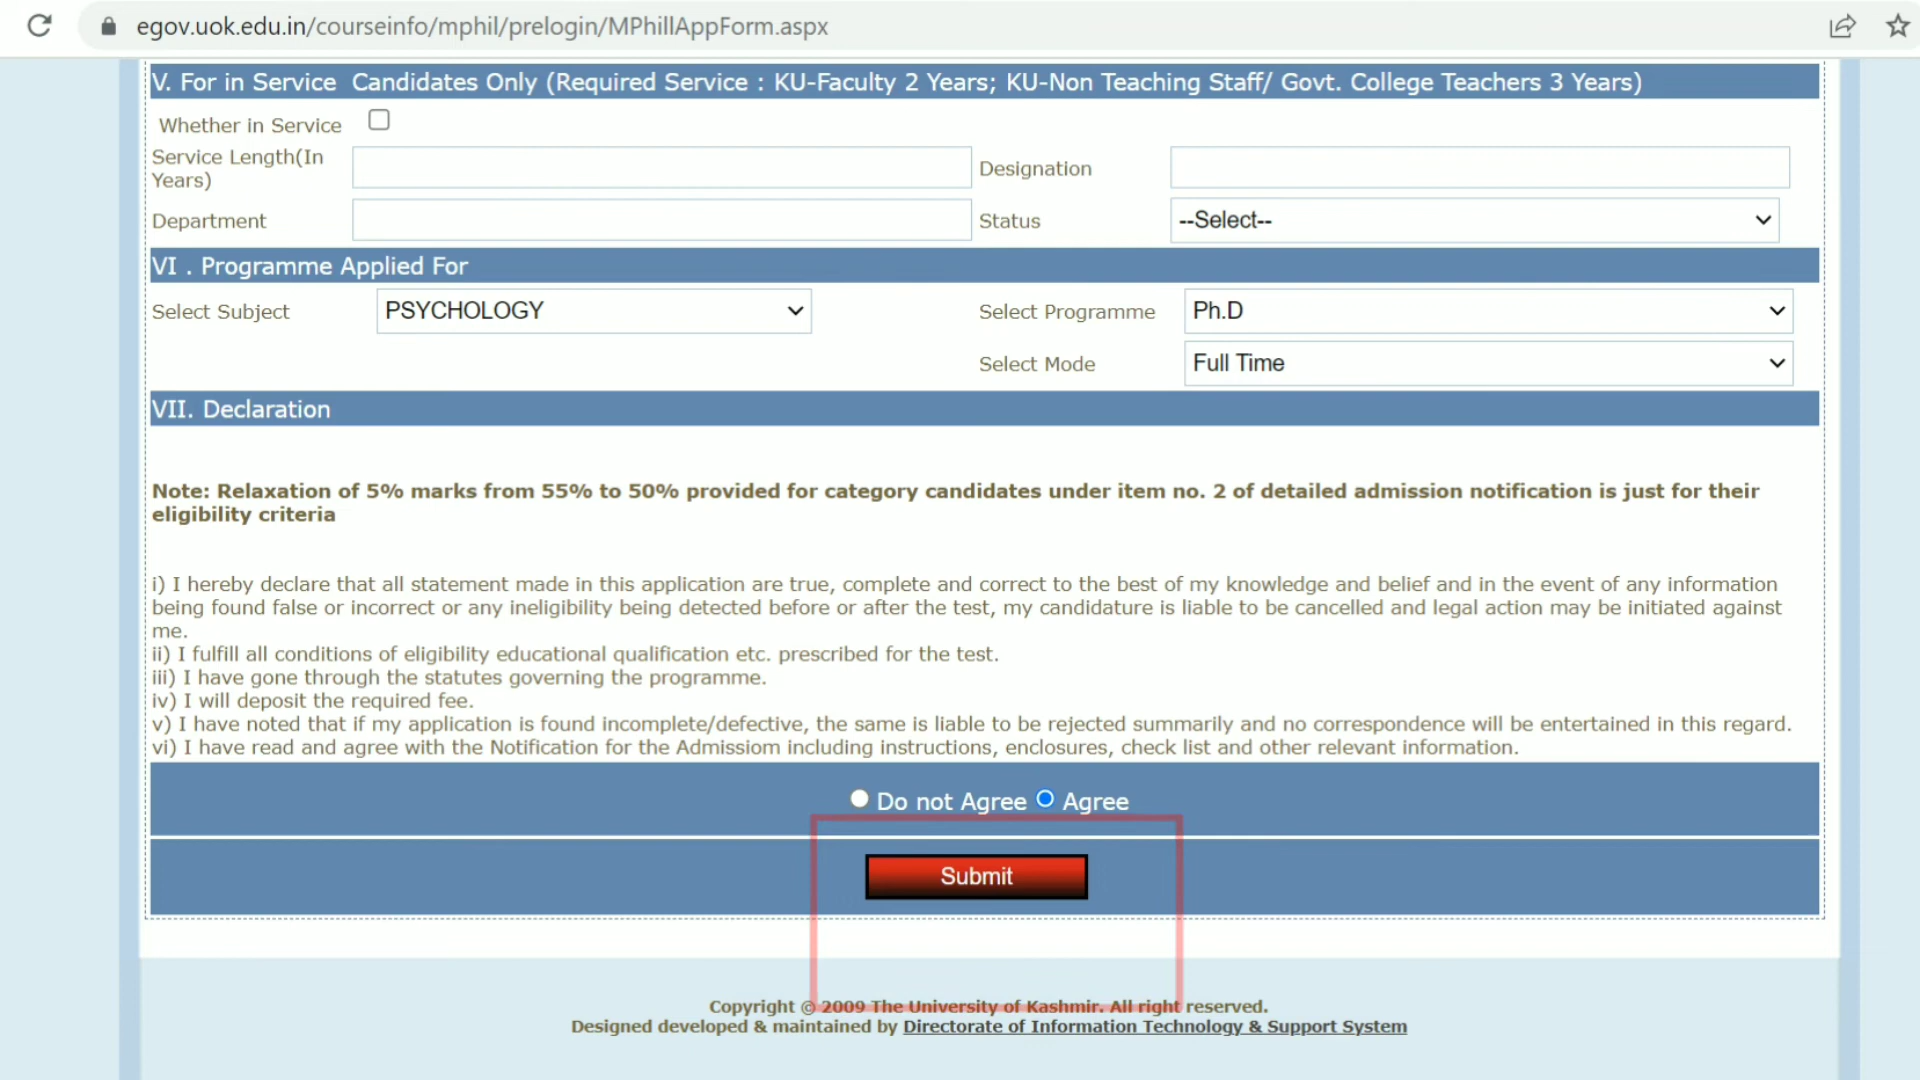 egov.uok.edu.in/courseinfo/mphil/prelogin/MPhillAppForm.aspx
V. For in Service  Candidates Only (Required Service : KU-Faculty 2 Years; KU-Non Teaching Staff/ Govt. College Teachers 3 Years)
Whether in Service
Service Length(In Years)
Designation
Department
Status --Select--
VI . Programme Applied For
Select Subject PSYCHOLOGY Select Programme Ph.D
Select Mode Full Time
VII. Declaration
Note: Relaxation of 5% marks from 55% to 50% provided for category candidates under item no. 2 of detailed admission notification is just for their
eligibility criteria
i) I hereby declare that all statement made in this application are true, complete and correct to the best of my knowledge and belief and in the event of any information
being found false or incorrect or any ineligibility being detected before or after the test, my candidature is liable to be cancelled and legal action may be initiated against
me.
ii) I fulfill all conditions of eligibility educational qualification etc. prescribed for the test.
iii) I have gone through the statutes governing the programme.
iv) I will deposit the required fee.
v) I have noted that if my application is found incomplete/defective, the same is liable to be rejected summarily and no correspondence will be entertained in this regard.
vi) I have read and agree with the Notification for the Admissiom including instructions, enclosures, check list and other relevant information.
Do not Agree Agree
Submit
Copyright © 2009 The University of Kashmir. All right reserved.
Designed developed & maintained by Directorate of Information Technology & Support System